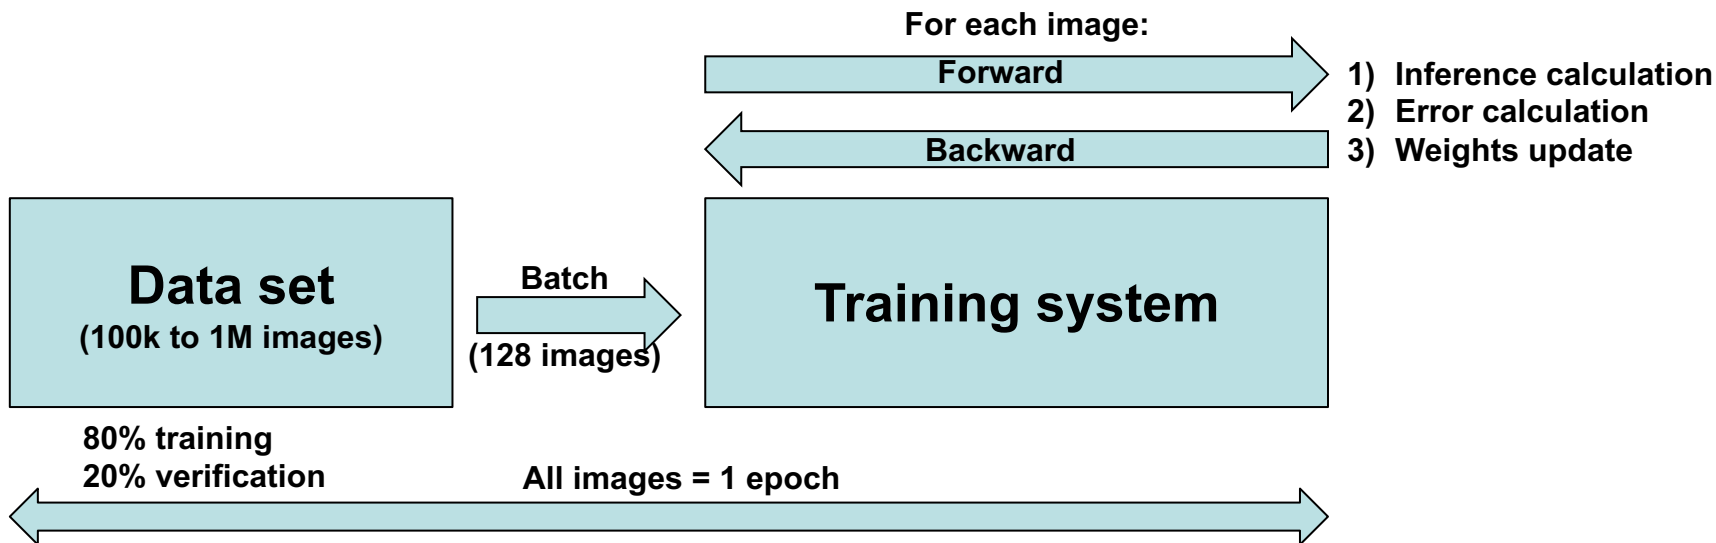 For each image:
Forward
Backward
1) Inference calculation
2) Error calculation
3) Weights update
Data set
(100k to 1M images)
Batch
(128 images)
Training system
80% training
20% verification
All images = 1 epoch